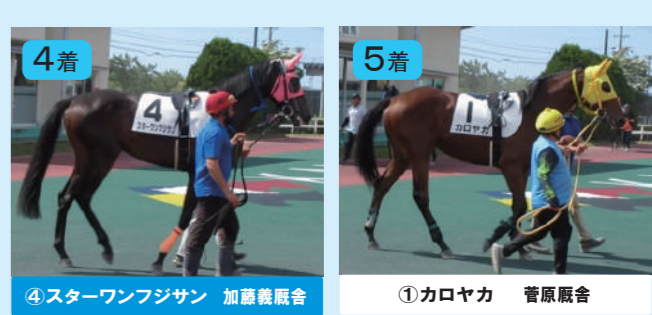 4着
5着
4
スターワンフジサン
1
カロヤカ
④スターワンフジサン 加藤義厩舎
①カロヤカ 菅原厩舎